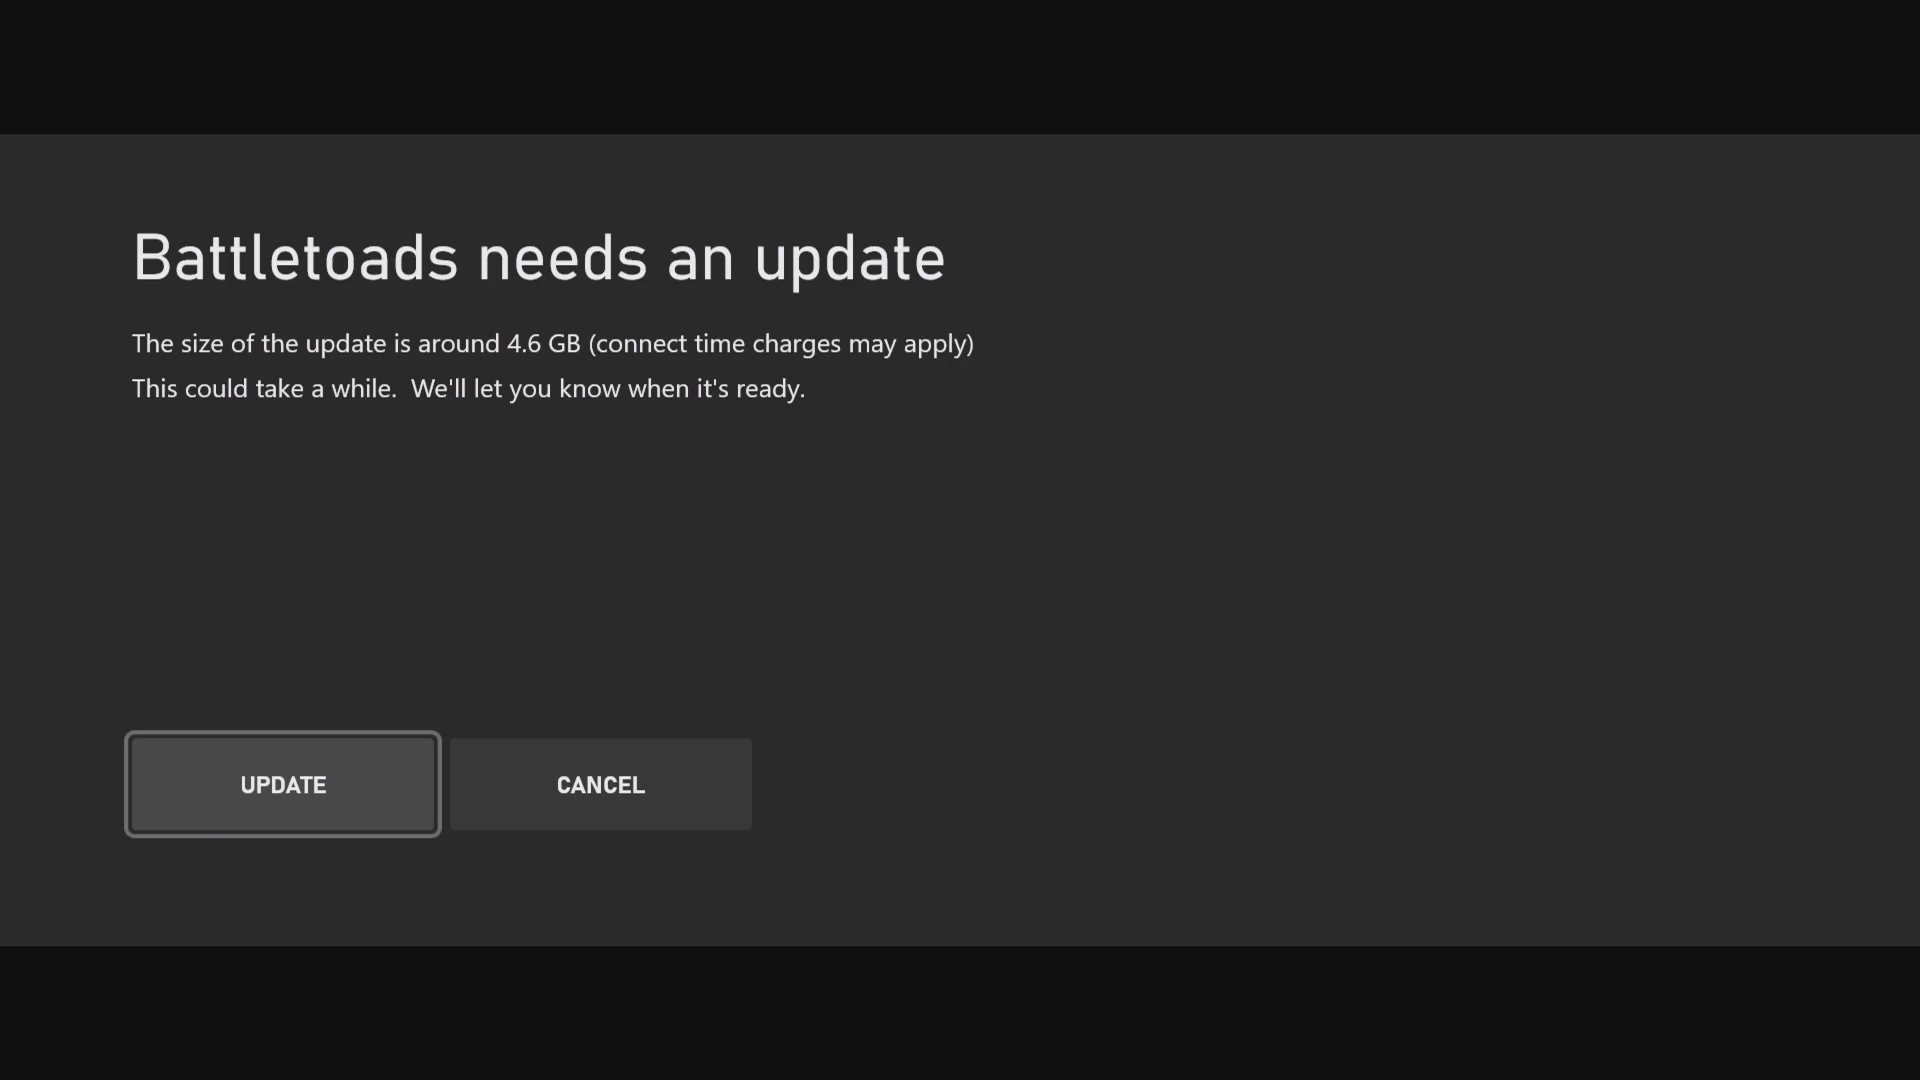 Battletoads needs an update
The size of the update is around 4.6 GB (connect time charges may apply)
This could take a while.  We'll let you know when it's ready.
UPDATE
CANCEL